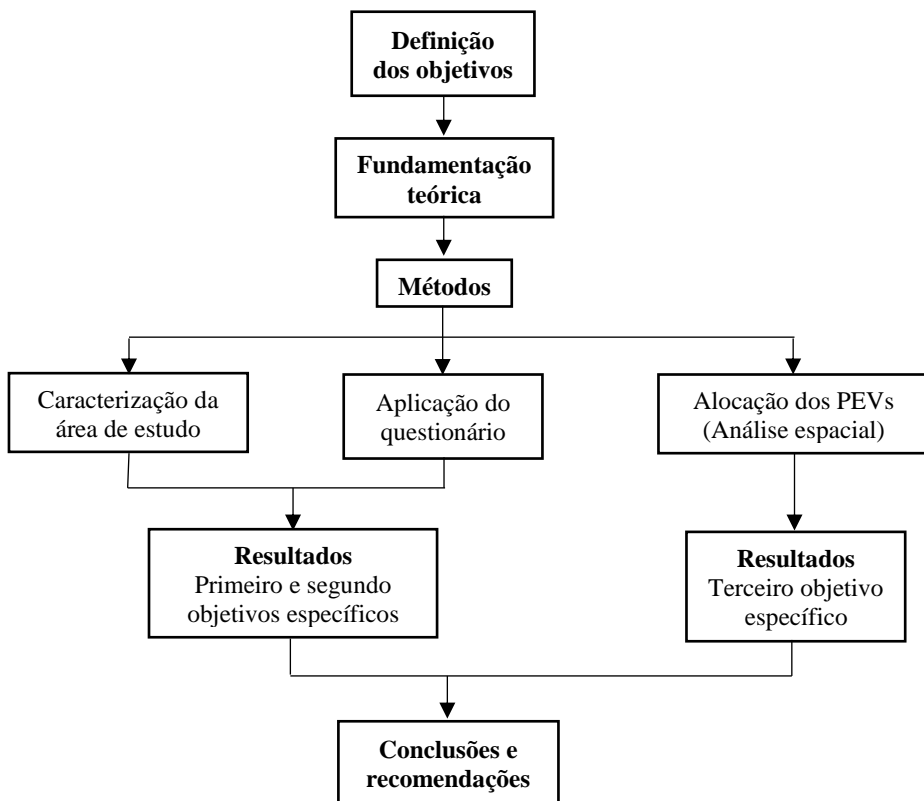 Definição
dos objetivos
Fundamentação
teórica
Métodos
Caracterização da
área de estudo
Aplicação do
questionário
Alocação dos PEVs
(Análise espacial)
Resultados
Primeiro e segundo
objetivos específicos
Resultados
Terceiro objetivo
específico
Conclusões e
recomendações